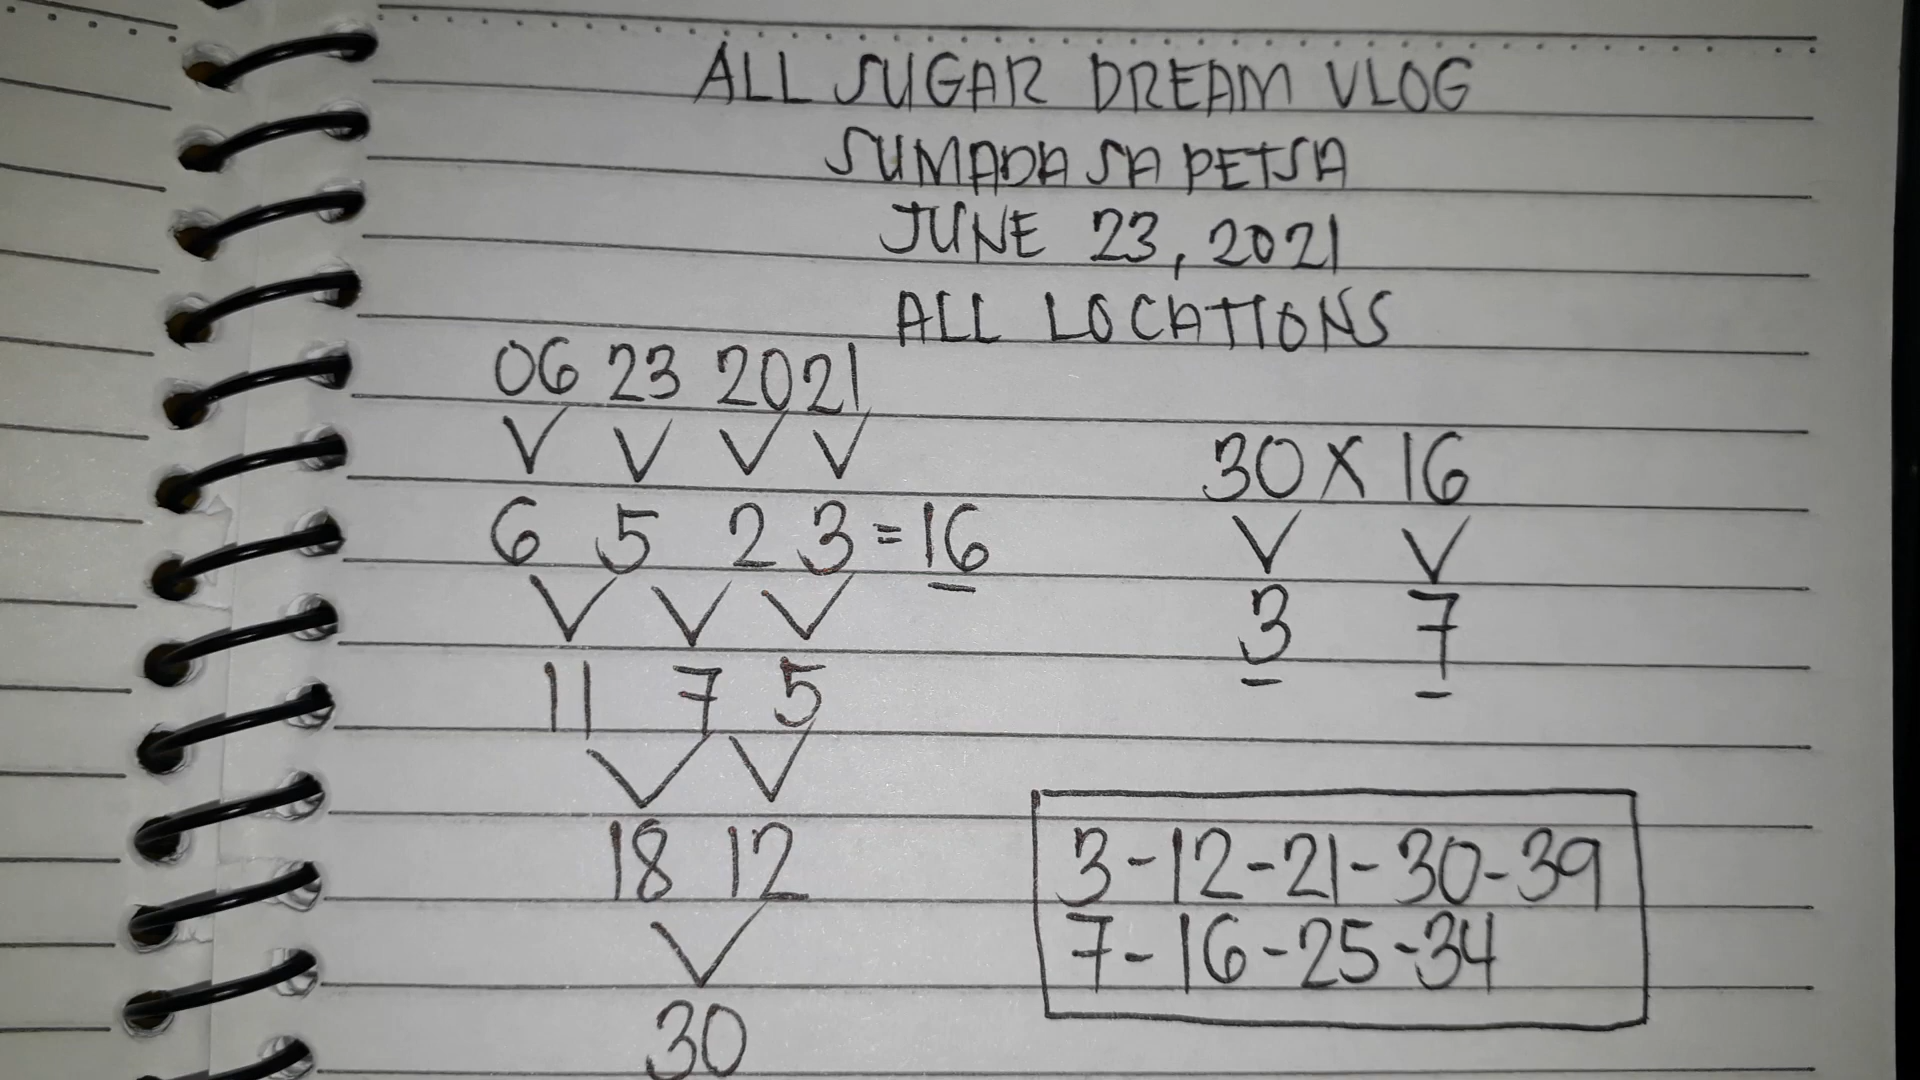 ALL SUGAR DREAM VLOG
SUMADA SA PETSA
JUNE 23, 2021
ALL LOCATIONS
06 23 2021
6 5 2 3 = 16
11 7 5
18 12
30
30 X 16
3 7
3-12-21-30-39
7-16-25-34